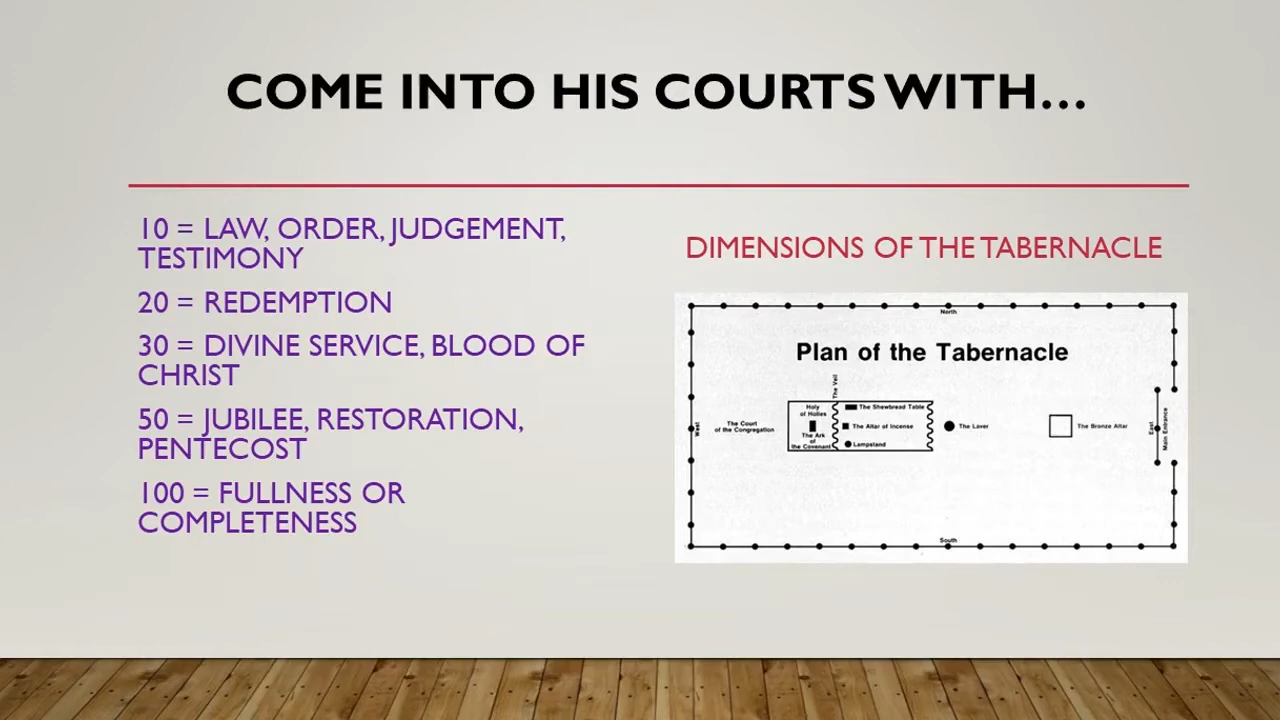 COME INTO HIS COURTS WITH...
10 = LAW, ORDER, JUDGEMENT,
TESTIMONY
20 = REDEMPTION
30 = DIVINE SERVICE, BLOOD OF
CHRIST
50 = JUBILEE, RESTORATION,
PENTECOST
100 = FULLNESS OR
COMPLETENESS
DIMENSIONS OF THE TABERNACLE
North
Plan of the Tabernacle
The Veil
West
The Court
of the Congregation
Holy
of Holies
The Ark
of
the Covenant
The Shewbread Table
The Altar of Incense
Lampstand
The Laver
The Bronze Altar
East
Main Entrance
South